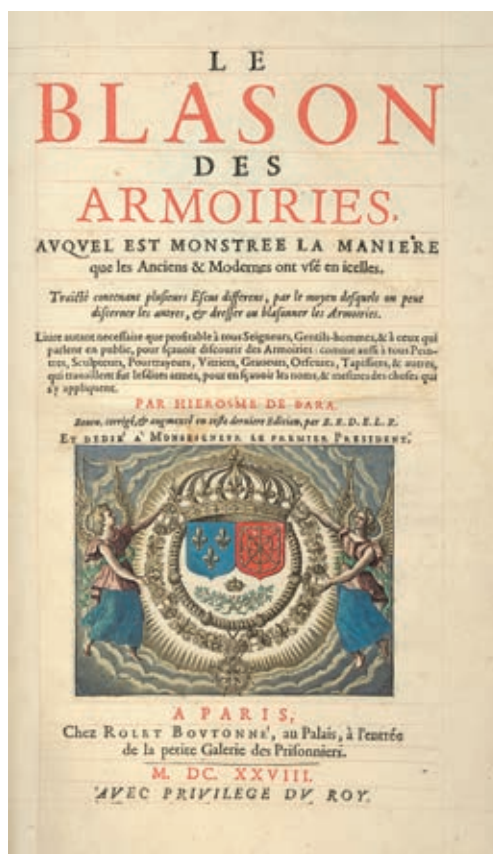 LE
BLASON
DES
ARMOIRIES,
AVQVEL EST MONSTREE LA MANIERE
que les Anciens & Modernes ont vsé en icelles.
Traicté contenant plusieurs Escus differens, par le moyen desquels on peut
discerner les autres, & dresser ou blasonner les Armoiries.
Liure autant necessaire que profitable à tous Seigneurs, Gentils-hommes, & à ceux qui
parlent en public, pour sçauoir discourir des Armoiries: comme aussi à tous Pein-
tres, Sculpteurs, Pourtrayeurs, Vitriers, Graueurs, Orfeures, Tapissiers, & autres,
qui trauaillent sur lesdites armes, pour en sçauoir les noms, & mesures des choses qui
s'y appliquent.
PAR HIEROSME DE BARA.
Reueu, corrigé, & augmenté en ceste derniere Edition, par B. R. D. E. L. R.
ET DEDIE' A' MONSEIGNEVR LE PREMIER PRESIDENT.
A PARIS,
Chez ROLET BOVTONNE', au Palais, à l'entrée
de la petite Galerie des Prisonniers.
M. DC. XXVIII.
AVEC PRIVILEGE DV ROY.